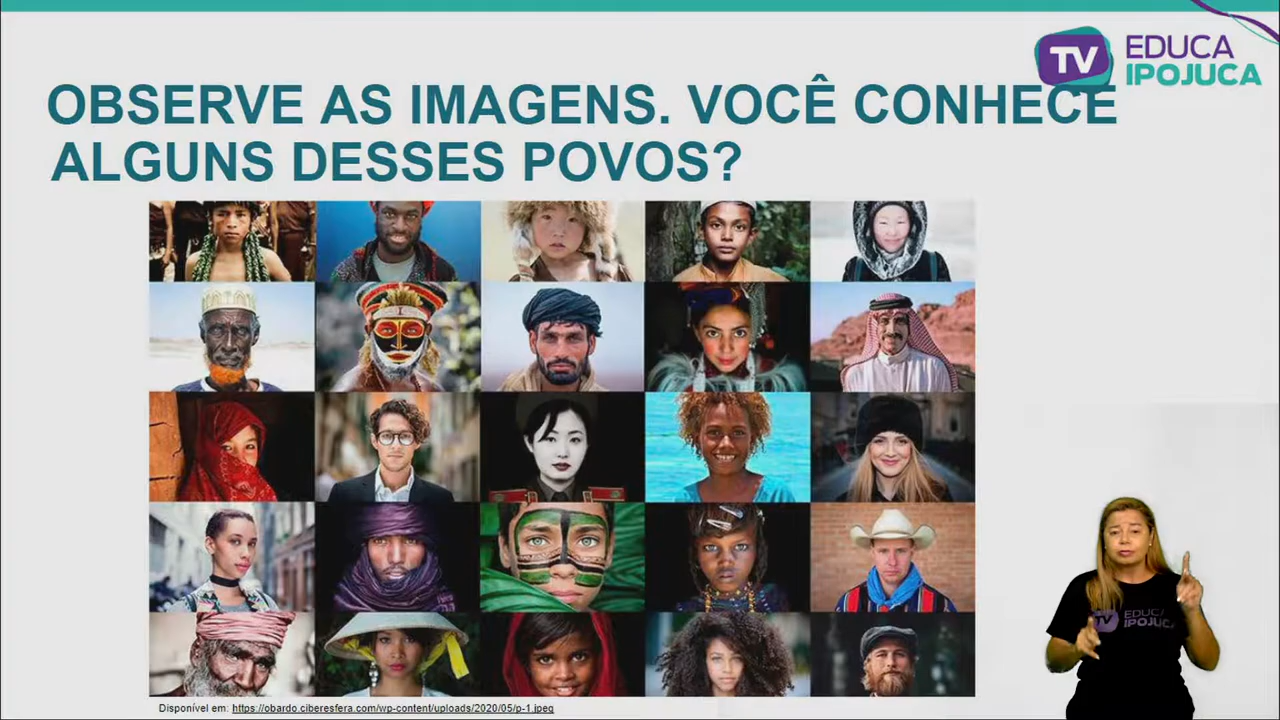 TV EDUCA
IPOJUCA
OBSERVE AS IMAGENS. VOCÊ CONHECE
ALGUNS DESSES POVOS?
TV EDUCA
IPOJUCA
Disponível em: https://obardo.ciberesfera.com/wp-content/uploads/2020/05/p-1.jpeg